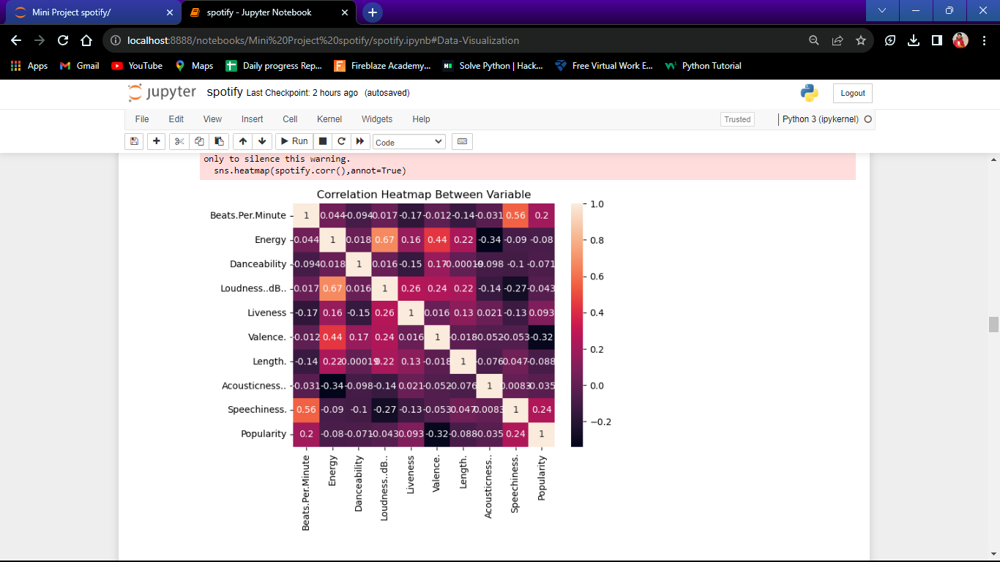 Mini Project spotify/
spotify - Jupyter Notebook
localhost:8888/notebooks/Mini%20Project%20spotify/spotify.ipynb#Data-Visualization
Apps Gmail YouTube Maps Daily progress Rep... Fireblaze Academy... Solve Python | Hack... Free Virtual Work E... Python Tutorial
jupyter spotify Last Checkpoint: 2 hours ago (autosaved) Logout
File Edit View Insert Cell Kernel Widgets Help Trusted Python 3 (ipykernel)
Run Code
only to silence this warning.
sns.heatmap(spotify.corr(),annot=True)
Correlation Heatmap Between Variable
Beats.Per.Minute 1 0.044 -0.094 0.017 -0.17 -0.012 -0.14 -0.031 0.56 0.2
Energy 0.044 1 0.018 0.67 0.16 0.44 0.22 -0.34 -0.09 -0.08
Danceability -0.094 0.018 1 0.016 -0.15 0.17 0.00019 -0.098 -0.1 -0.071
Loudness..dB.. 0.017 0.67 0.016 1 0.26 0.24 0.22 -0.14 -0.27 -0.043
Liveness -0.17 0.16 -0.15 0.26 1 0.016 0.13 0.021 -0.13 0.093
Valence. -0.012 0.44 0.17 0.24 0.016 1 -0.018 -0.052 -0.053 -0.32
Length. -0.14 0.22 0.00019 0.22 0.13 -0.018 1 -0.076 0.047 -0.088
Acousticness.. -0.031 -0.34 -0.098 -0.14 0.021 -0.052 -0.076 1 0.0083 -0.035
Speechiness. 0.56 -0.09 -0.1 -0.27 -0.13 -0.053 0.047 0.0083 1 0.24
Popularity 0.2 -0.08 -0.071 -0.043 0.093 -0.32 -0.088 -0.035 0.24 1
Beats.Per.Minute
Energy
Danceability
Loudness..dB..
Liveness
Valence.
Length.
Acousticness..
Speechiness.
Popularity
1.0
0.8
0.6
0.4
0.2
0.0
−0.2